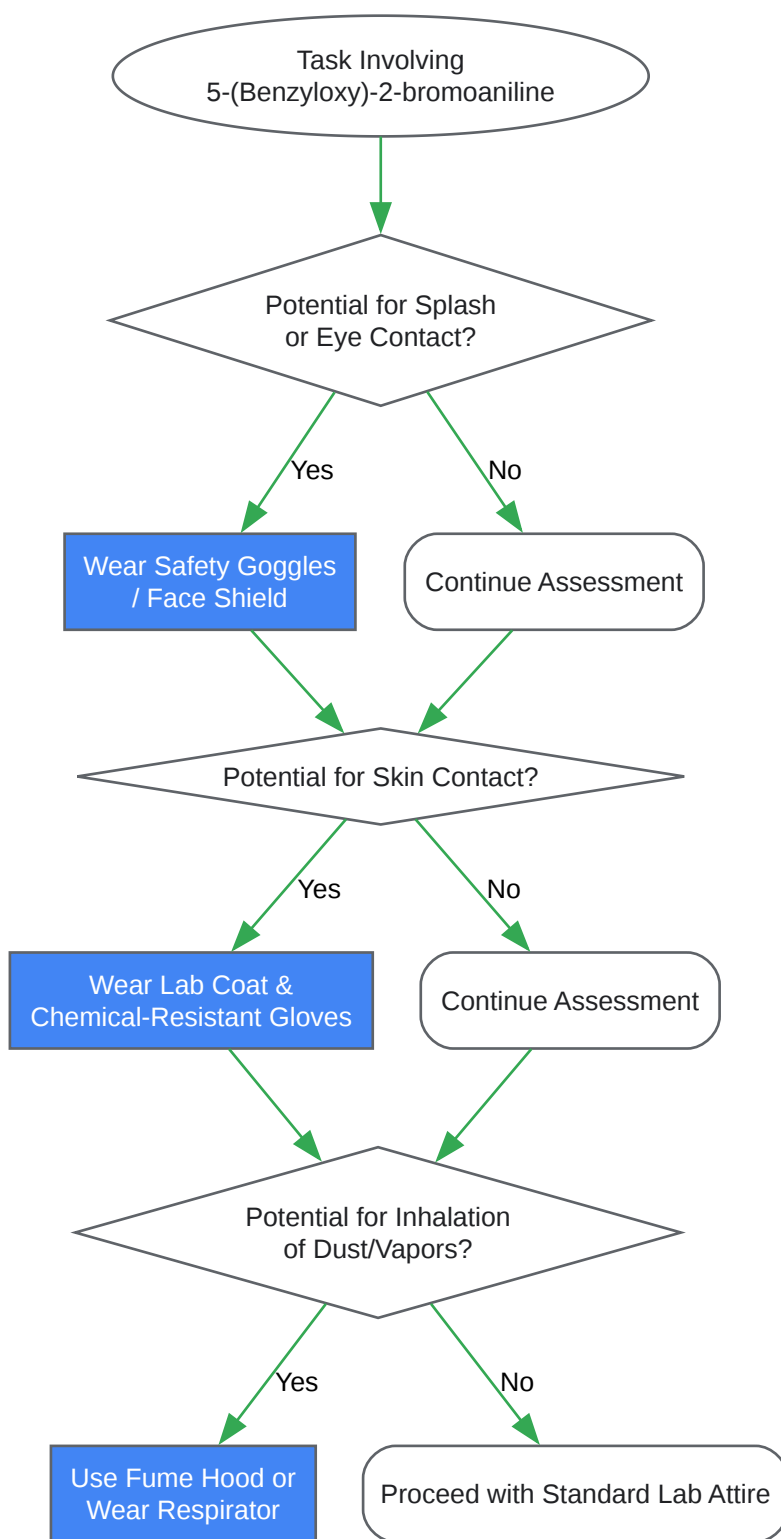 Task Involving
5-(Benzyloxy)-2-bromoaniline
Potential for Splash
or Eye Contact?
Yes
No
Wear Safety Goggles
/ Face Shield
Continue Assessment
Potential for Skin Contact?
Yes
No
Wear Lab Coat &
Chemical-Resistant Gloves
Continue Assessment
Potential for Inhalation
of Dust/Vapors?
Yes
No
Use Fume Hood or
Wear Respirator
Proceed with Standard Lab Attire